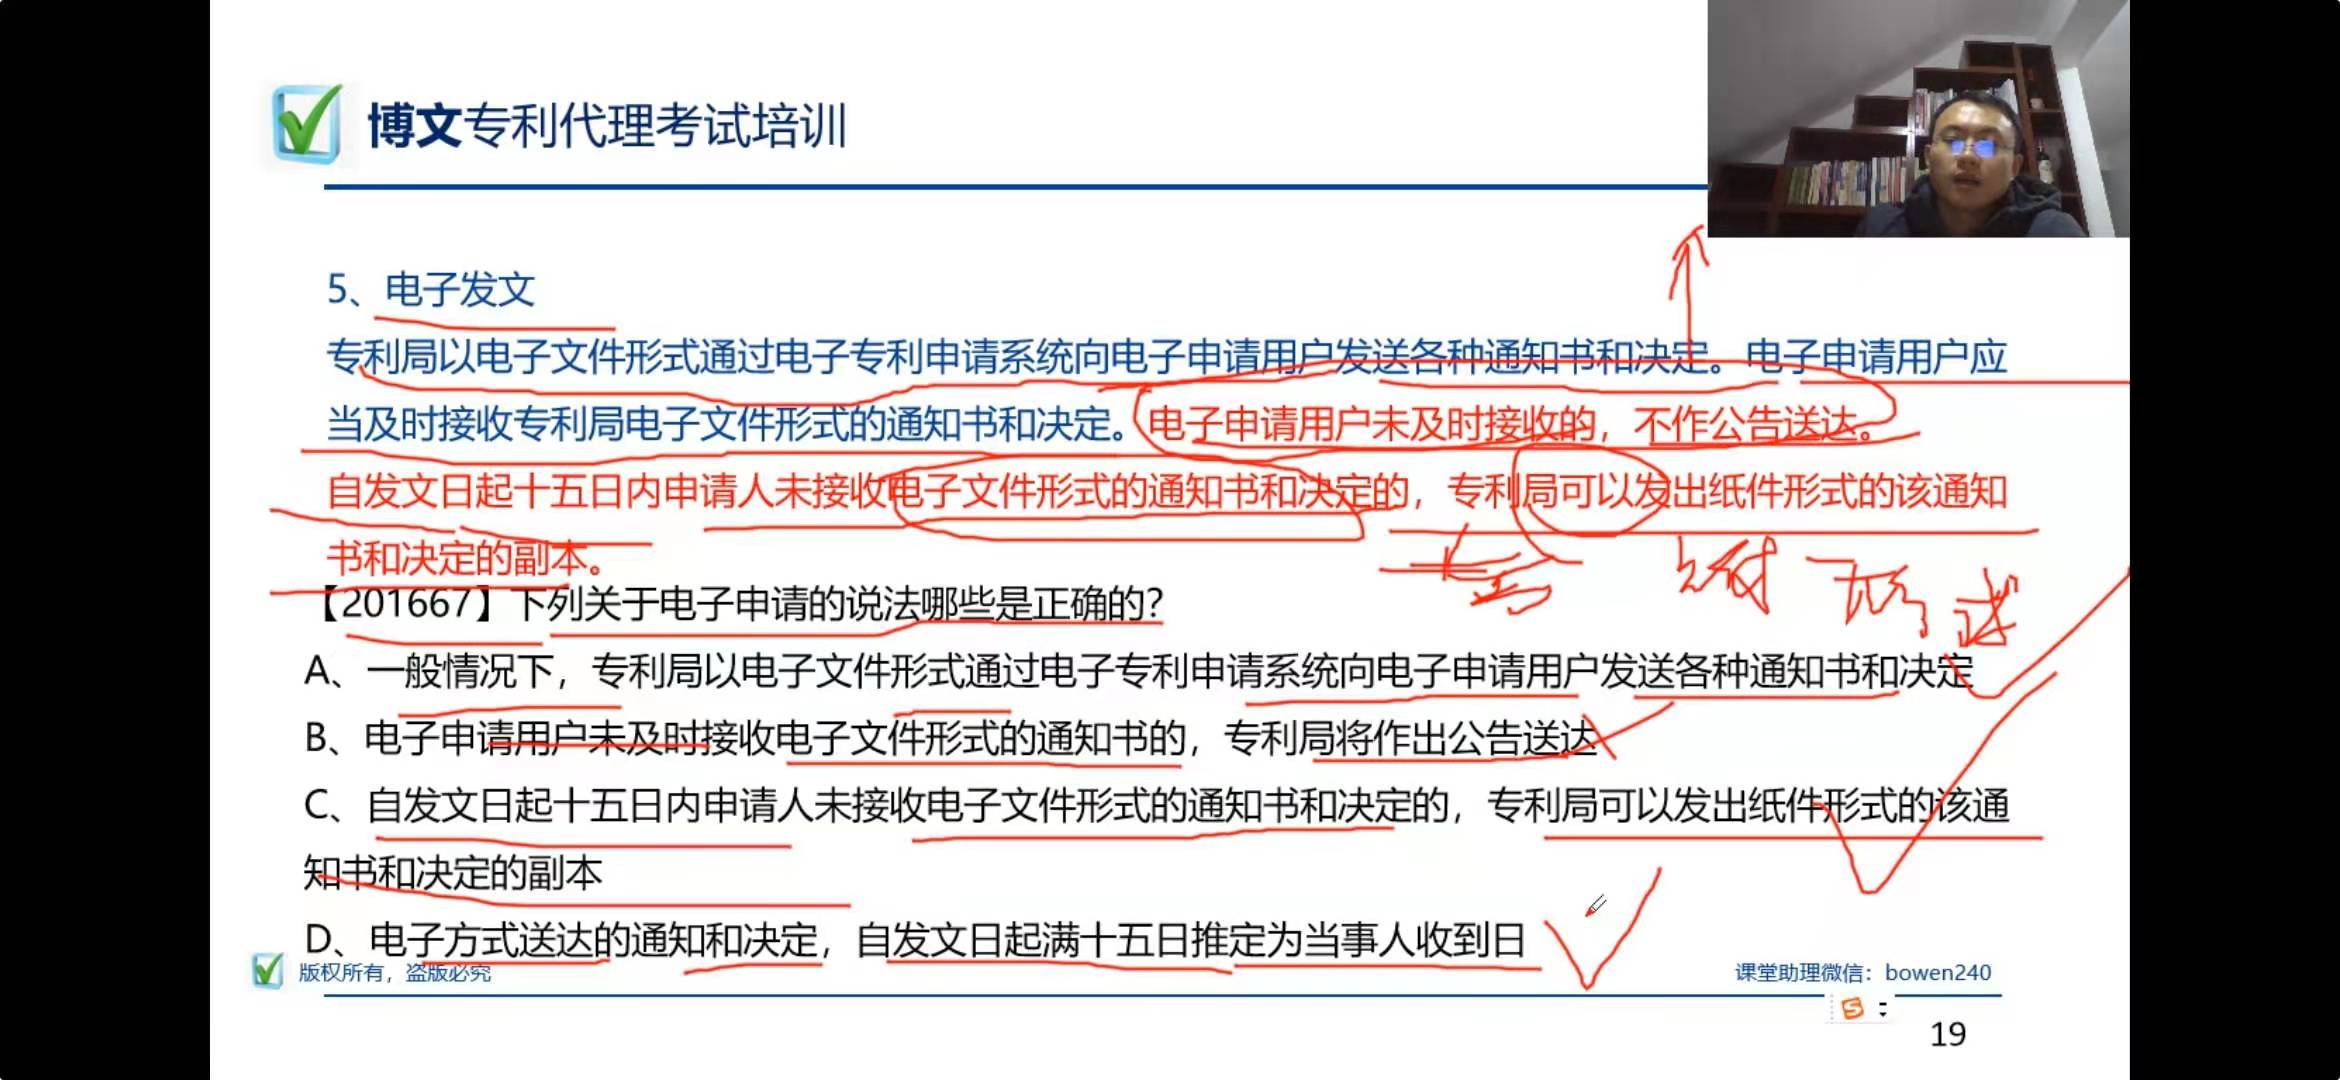 博文专利代理考试培训
5、电子发文
专利局以电子文件形式通过电子专利申请系统向电子申请用户发送各种通知书和决定。电子申请用户应
当及时接收专利局电子文件形式的通知书和决定。电子申请用户未及时接收的，不作公告送达。
自发文日起十五日内申请人未接收电子文件形式的通知书和决定的，专利局可以发出纸件形式的该通知
书和决定的副本。
【201667】下列关于电子申请的说法哪些是正确的?
A、一般情况下，专利局以电子文件形式通过电子专利申请系统向电子申请用户发送各种通知书和决定
B、电子申请用户未及时接收电子文件形式的通知书的，专利局将作出公告送达
C、自发文日起十五日内申请人未接收电子文件形式的通知书和决定的，专利局可以发出纸件形式的该通
知书和决定的副本
D、电子方式送达的通知和决定，自发文日起满十五日推定为当事人收到日
版权所有，盗版必究
课堂助理微信：bowen240
19